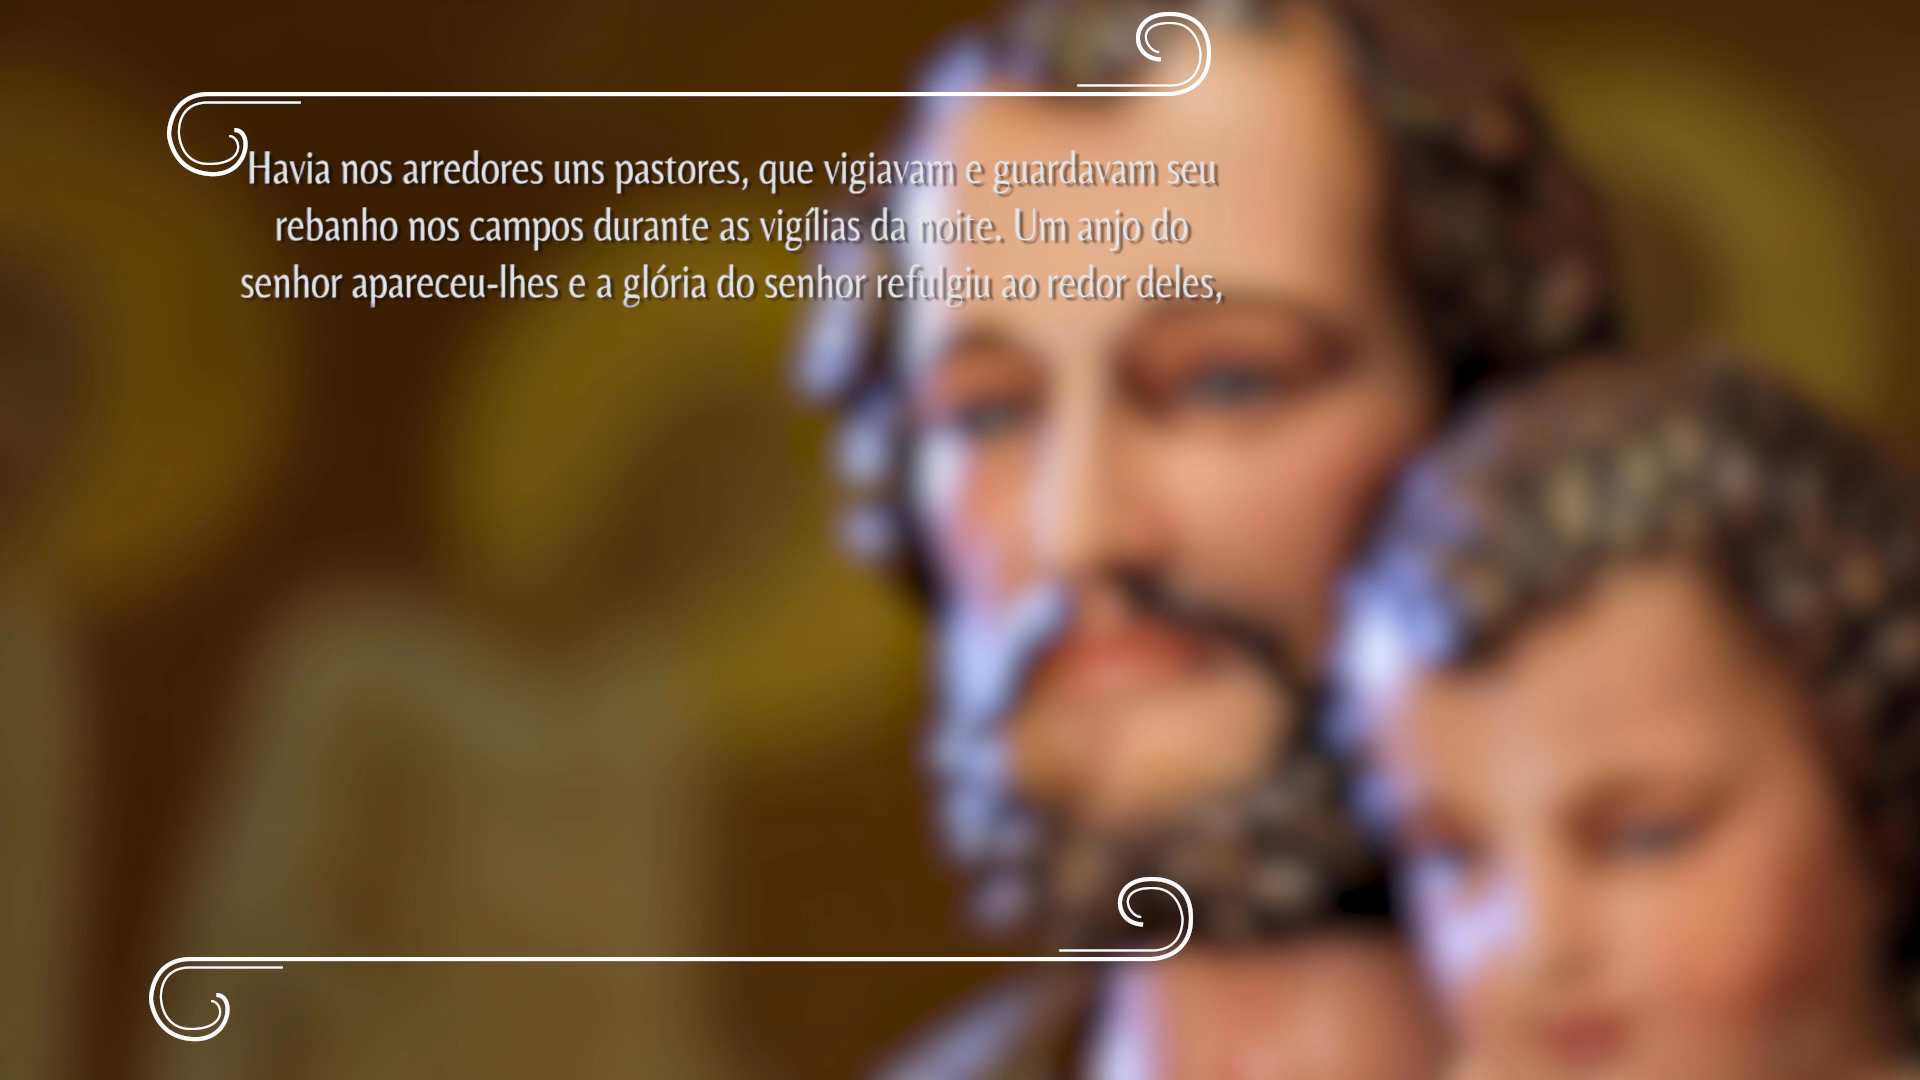 Havia nos arredores uns pastores, que vigiavam e guardavam seu
rebanho nos campos durante as vigílias da noite. Um anjo do
senhor apareceu-lhes e a glória do senhor refulgiu ao redor deles,